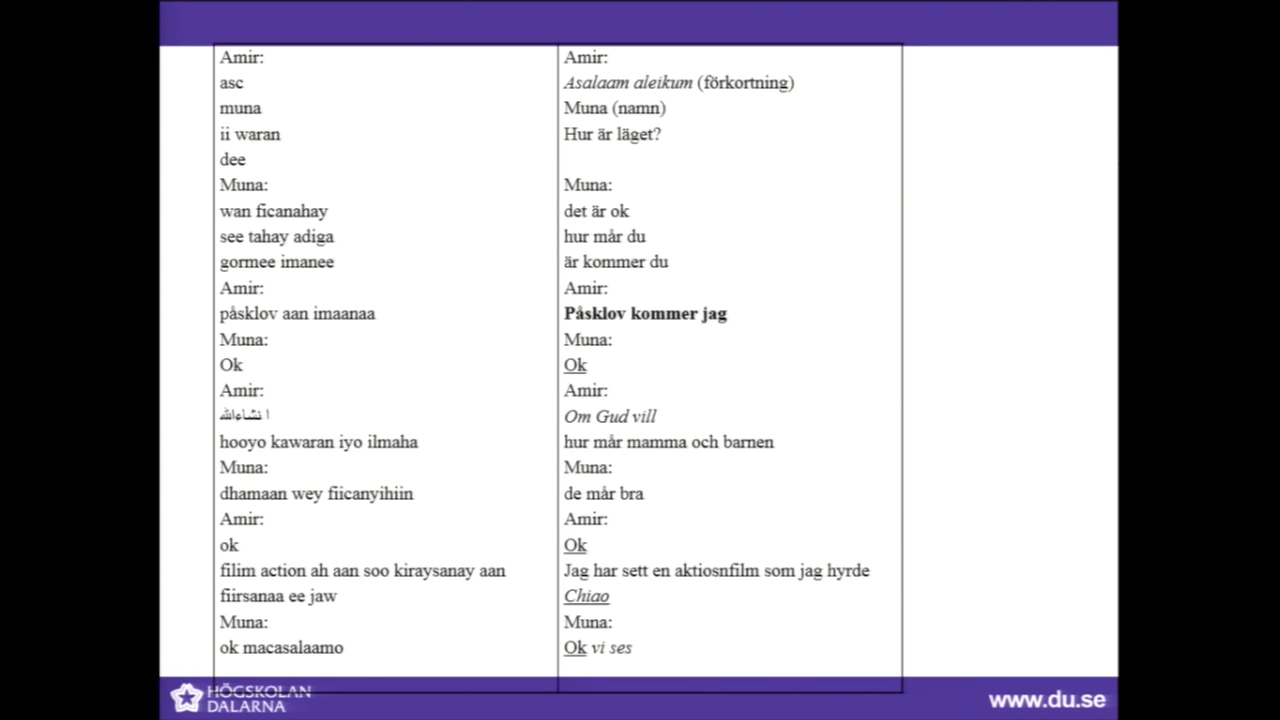 Amir:
asc
muna
ii waran
dee
Muna:
wan ficanahay
see tahay adiga
gormee imanee
Amir:
påsklov aan imaanaa
Muna:
Ok
Amir:
ا نشاءالله
hooyo kawaran iyo ilmaha
Muna:
dhamaan wey fiicanyihiin
Amir:
ok
filim action ah aan soo kiraysanay aan
fiirsanaa ee jaw
Muna:
ok macasalaamo
Amir:
Asalaam aleikum (förkortning)
Muna (namn)
Hur är läget?
Muna:
det är ok
hur mår du
är kommer du
Amir:
Påsklov kommer jag
Muna:
Ok
Amir:
Om Gud vill
hur mår mamma och barnen
Muna:
de mår bra
Amir:
Ok
Jag har sett en aktiosnfilm som jag hyrde
Chiao
Muna:
Ok vi ses
HÖGSKOLAN
DALARNA
www.du.se